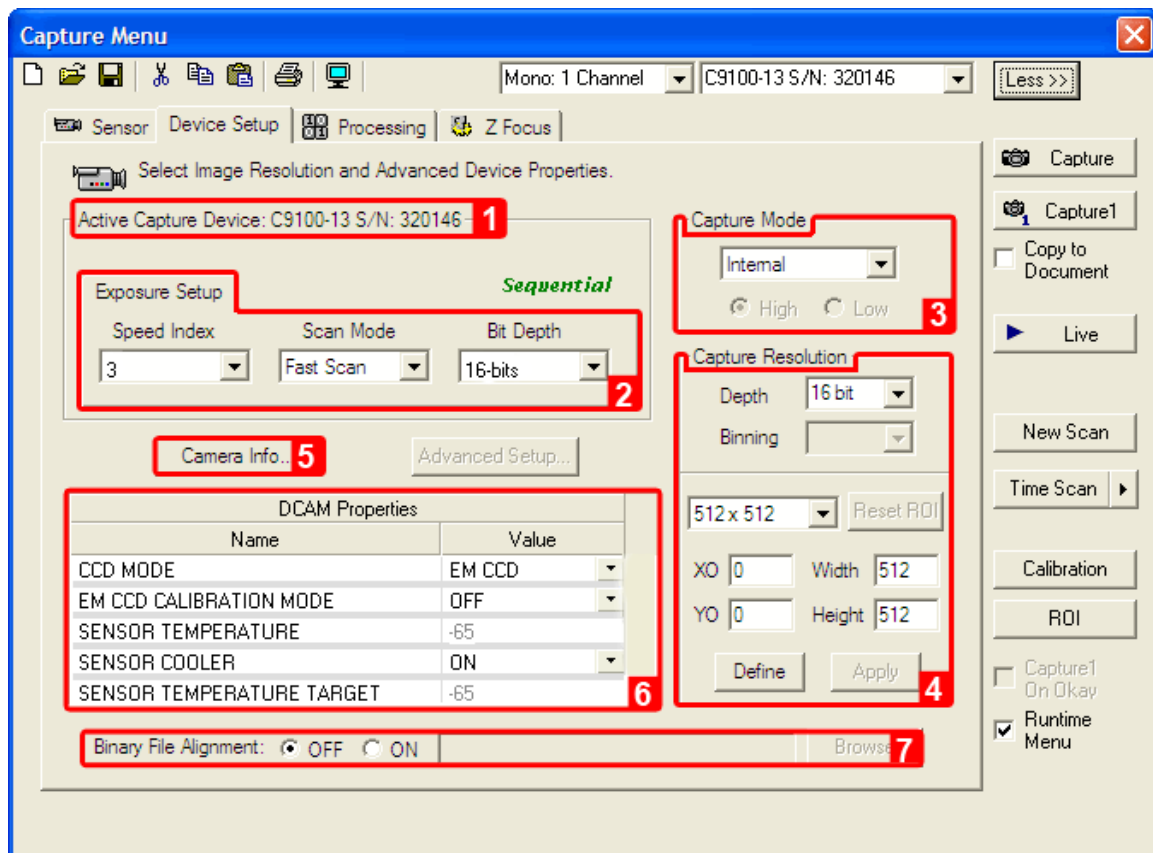 Capture Menu
Mono: 1 Channel
C9100-13 S/N: 320146
Less >>
Sensor
Device Setup
Processing
Z Focus
Select Image Resolution and Advanced Device Properties.
Active Capture Device: C9100-13 S/N: 320146
1
Sequential
Exposure Setup
Speed Index
Scan Mode
Bit Depth
3
Fast Scan
16-bits
2
Capture Mode
Internal
High
Low
3
Capture Resolution
Depth
16 bit
Binning
512 x 512
Reset ROI
XO
0
Width
512
YO
0
Height
512
Define
Apply
4
Camera Info..
5
Advanced Setup...
DCAM Properties
Name
Value
CCD MODE
EM CCD
EM CCD CALIBRATION MODE
OFF
SENSOR TEMPERATURE
-65
SENSOR COOLER
ON
SENSOR TEMPERATURE TARGET
-65
6
Binary File Alignment:
OFF
ON
Browse
7
Capture
1
Capture1
Copy to
Document
Live
New Scan
Time Scan
Calibration
ROI
Capture1
On Okay
Runtime
Menu